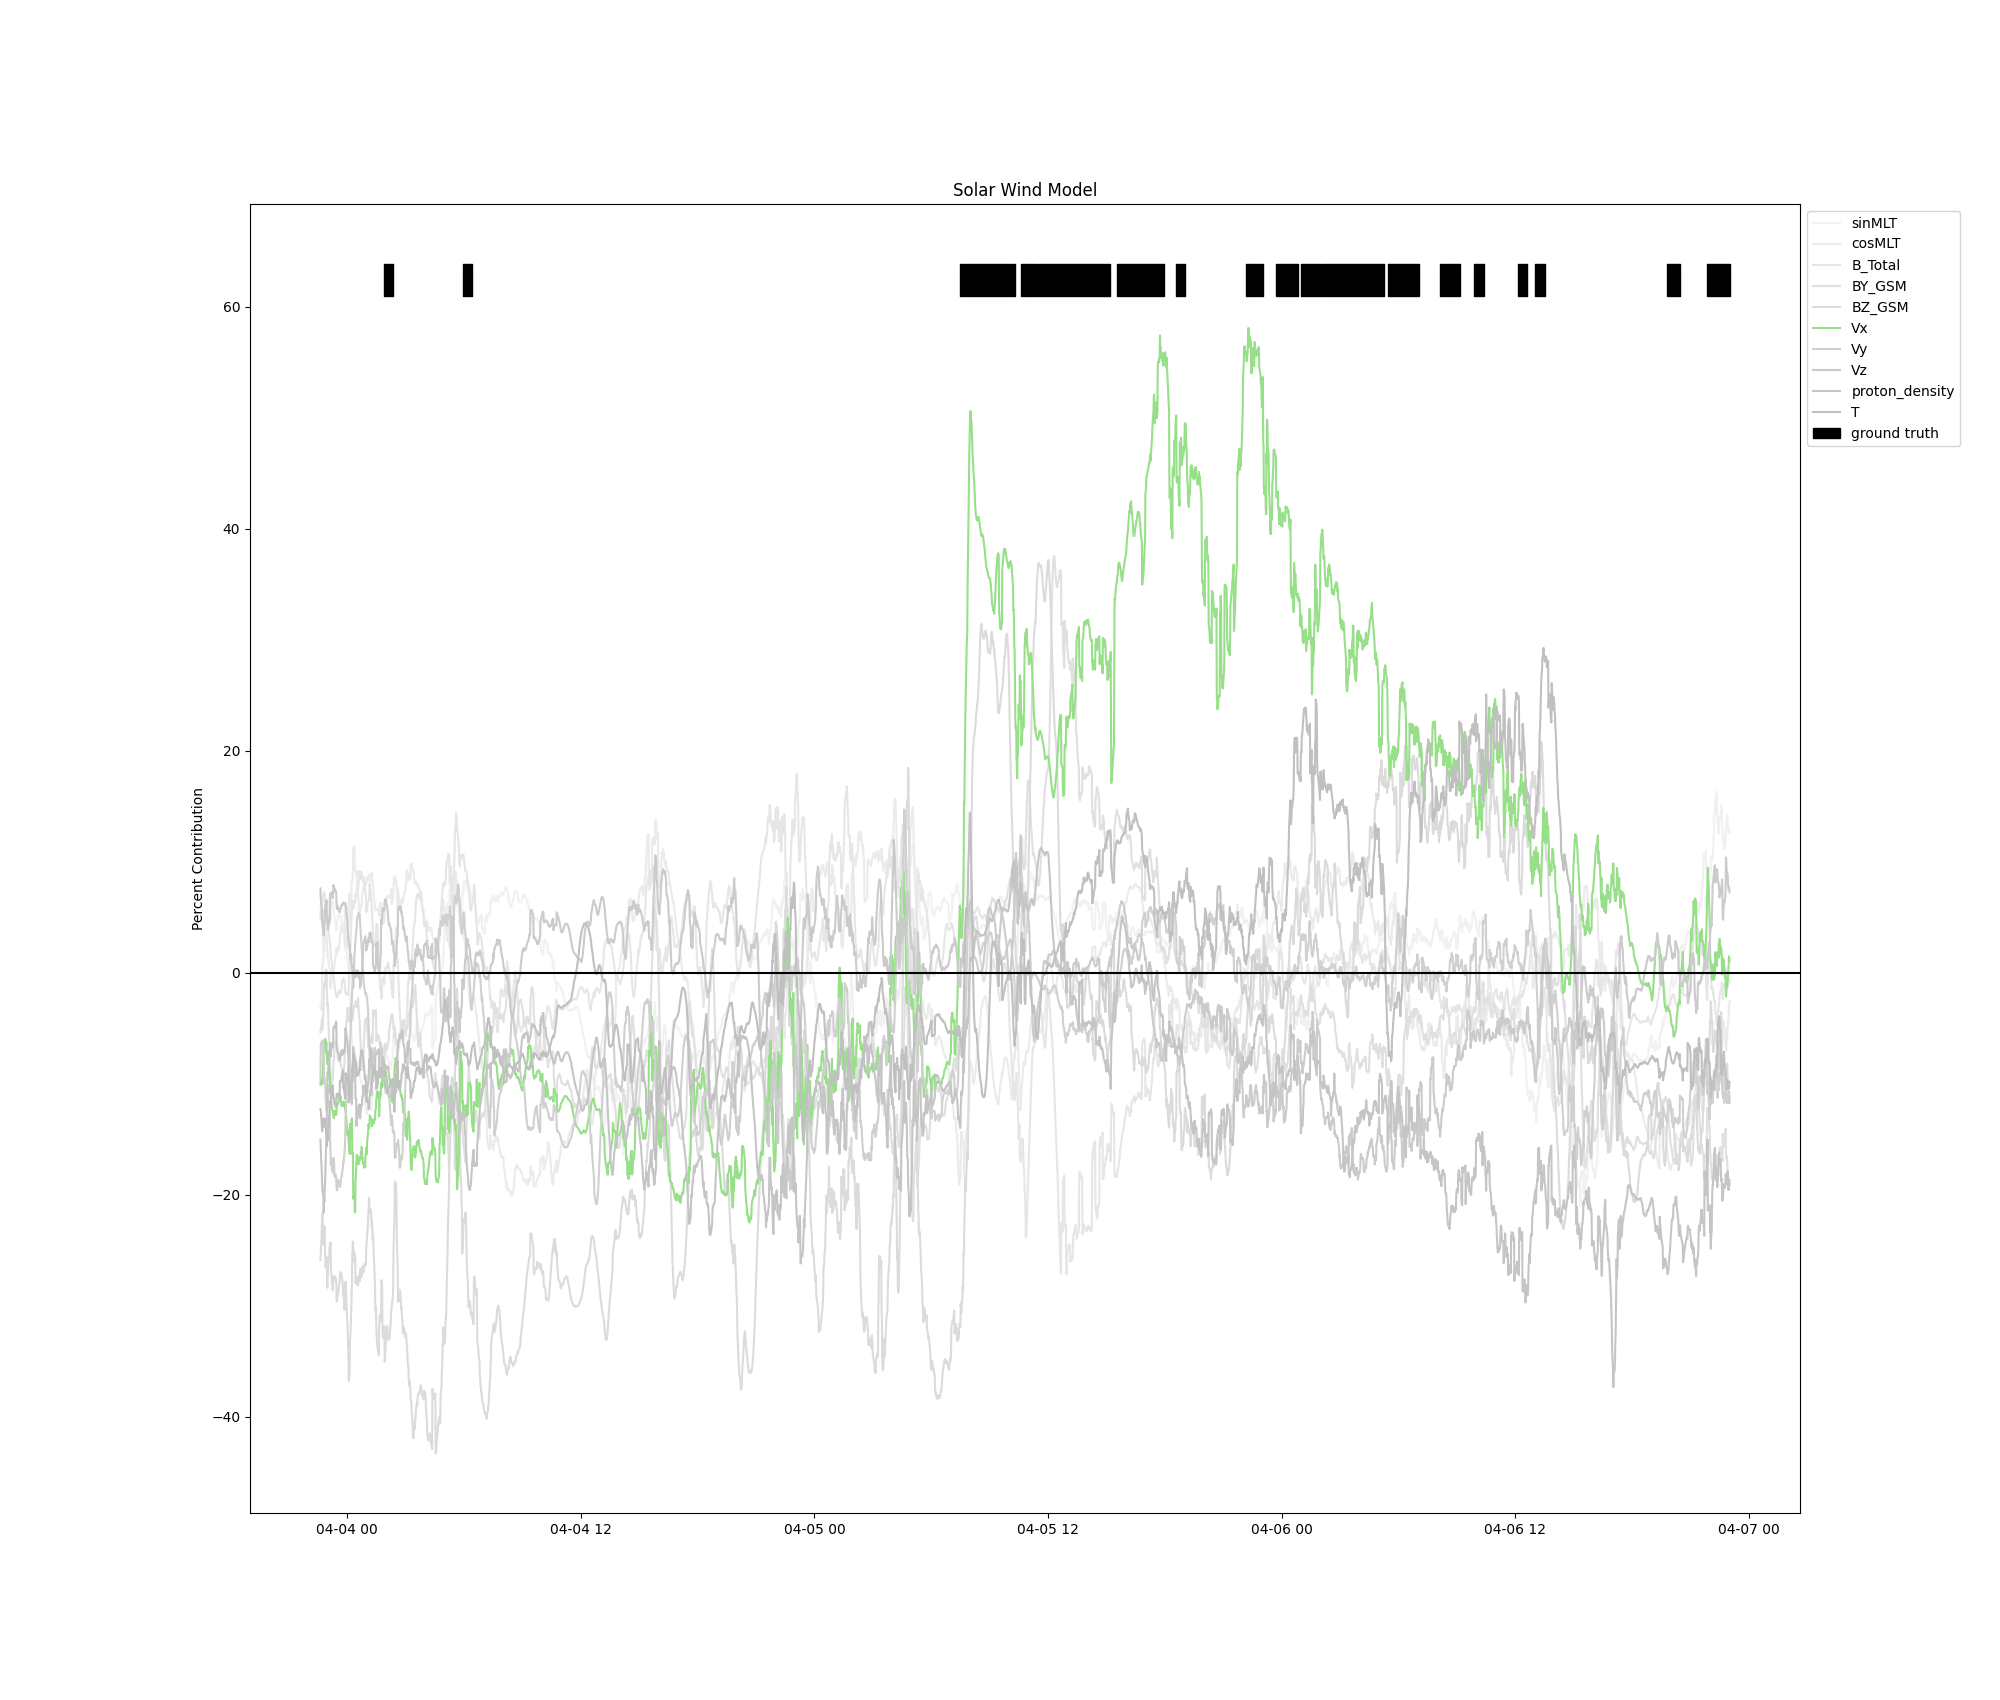 Solar Wind Model
sinMLT
cosMLT
B_Total
BY_GSM
BZ_GSM
Vx
Vy
Vz
proton_density
T
ground truth
Percent Contribution
60
40
20
0
−20
−40
04-04 00
04-04 12
04-05 00
04-05 12
04-06 00
04-06 12
04-07 00